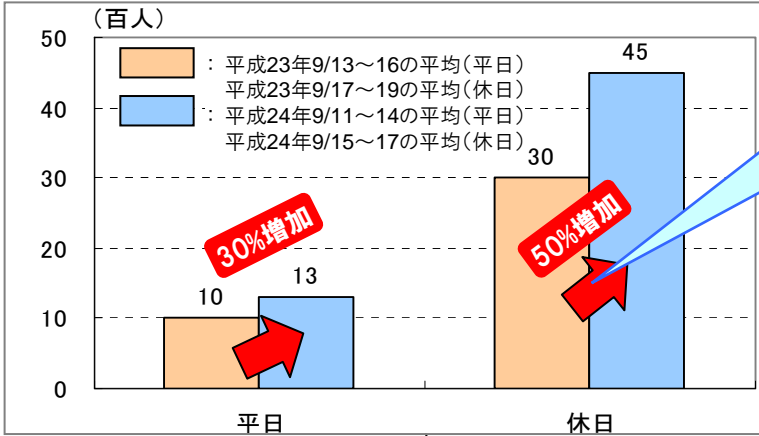 （百人）
50
40
30
20
10
0
： 平成23年9/13～16の平均（平日）
平成23年9/17～19の平均（休日）
： 平成24年9/11～14の平均（平日）
平成24年9/15～17の平均（休日）
45
30
50%増加
30%増加
10
13
平日
休日